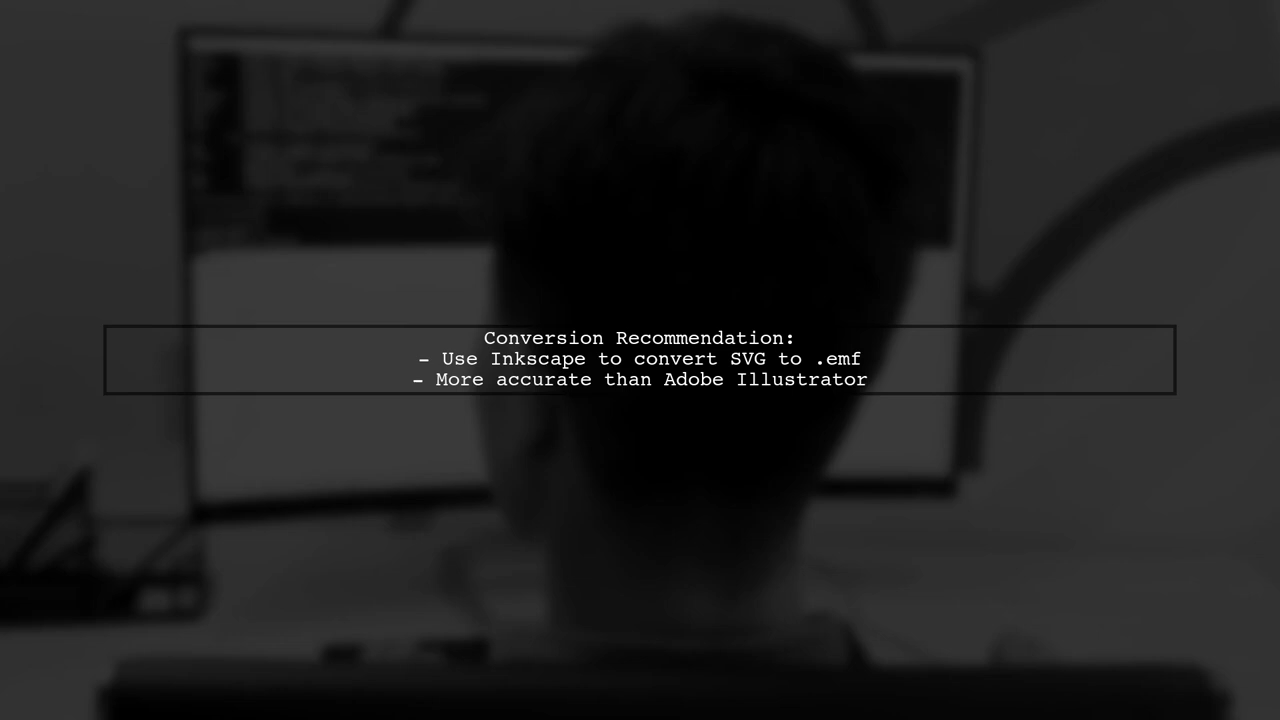 Conversion Recommendation:
- Use Inkscape to convert SVG to .emf
- More accurate than Adobe Illustrator